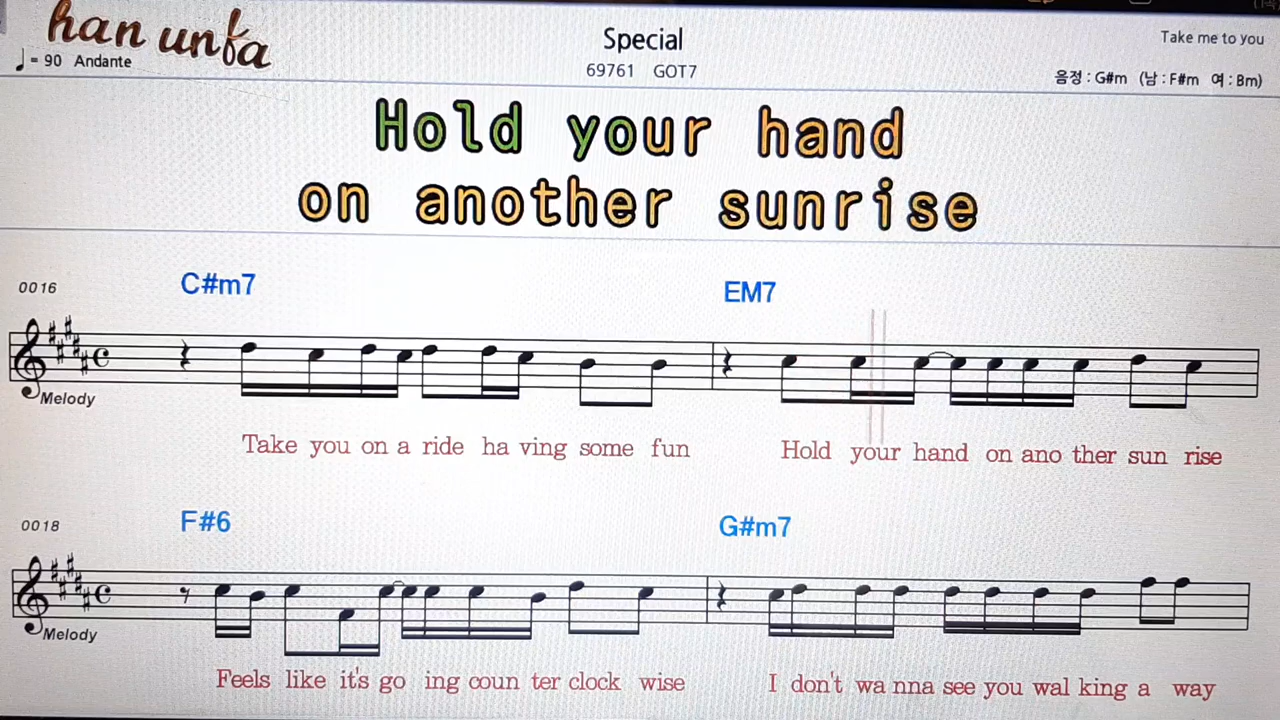 han unfa
Special
Take me to you
♩= 90 Andante
69761 GOT7
음정 : G#m (남 : F#m 여 : Bm)
Hold your hand
on another sunrise
0016 C#m7 EM7
Melody
Take you on a ride ha ving some fun Hold your hand on ano ther sun rise
0018 F#6 G#m7
Melody
Feels like it's go ing coun ter clock wise I don't wa nna see you wal king a way